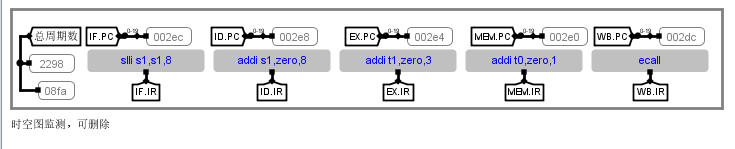 总周期数 IF.PC 0-19 002ec ID.PC 0-19 002e8 EX.PC 0-19 002e4 MEM.PC 0-19 002e0 WB.PC 0-19 002dc
2298 slli s1,s1,8 addi s1,zero,8 addi t1,zero,3 addi t0,zero,1 ecall
08fa IF.IR ID.IR EX.IR MEM.IR WB.IR
时空图监测，可删除